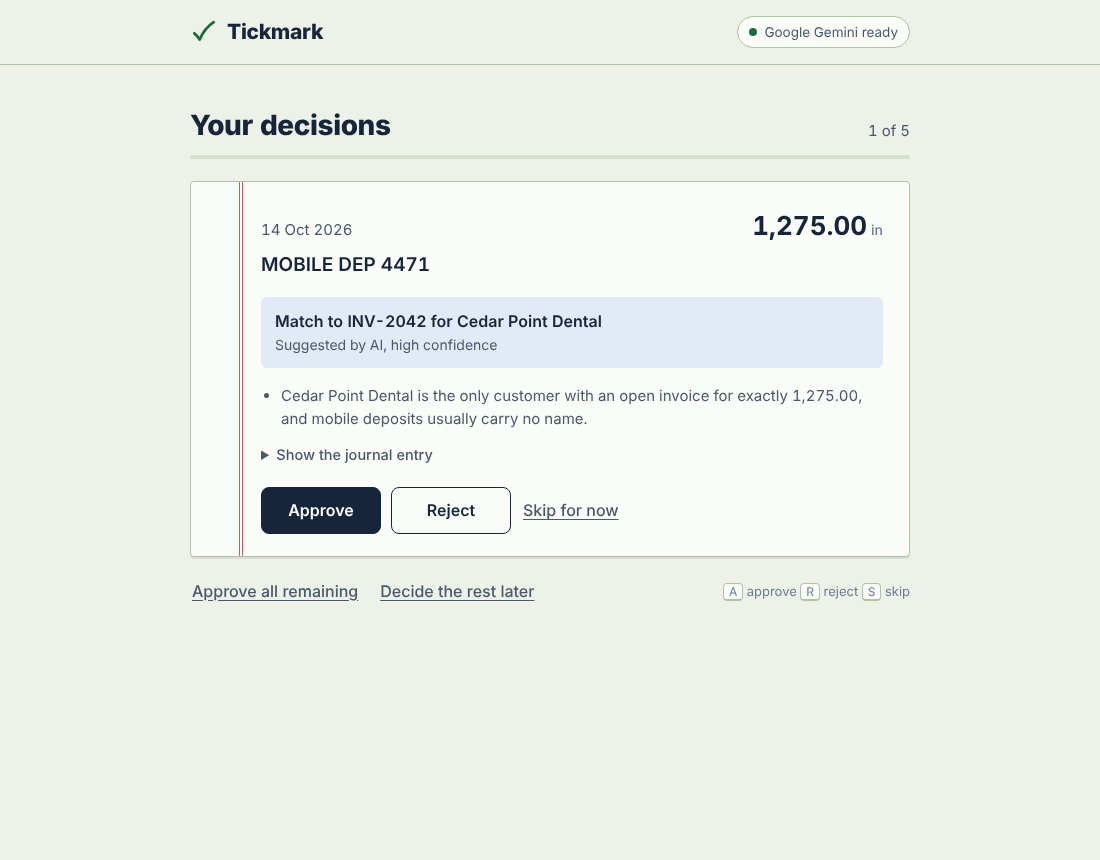 Tickmark
Google Gemini ready
Your decisions
1 of 5
14 Oct 2026
1,275.00 in
MOBILE DEP 4471
Match to INV-2042 for Cedar Point Dental
Suggested by AI, high confidence
Cedar Point Dental is the only customer with an open invoice for exactly 1,275.00,
and mobile deposits usually carry no name.
Show the journal entry
Approve
Reject
Skip for now
Approve all remaining
Decide the rest later
A approve R reject S skip